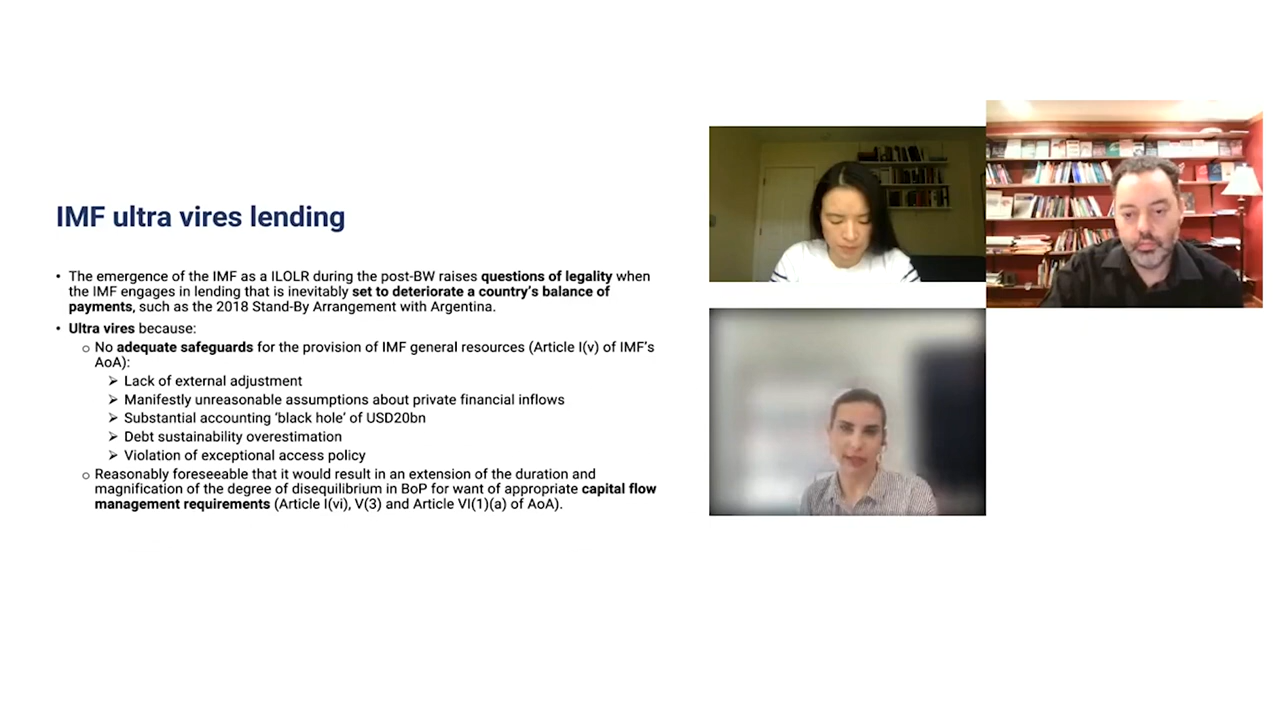 IMF ultra vires lending
• The emergence of the IMF as a ILOLR during the post-BW raises questions of legality when
the IMF engages in lending that is inevitably set to deteriorate a country's balance of
payments, such as the 2018 Stand-By Arrangement with Argentina.
• Ultra vires because:
o No adequate safeguards for the provision of IMF general resources (Article I(v) of IMF's
AoA):
➢ Lack of external adjustment
➢ Manifestly unreasonable assumptions about private financial inflows
➢ Substantial accounting 'black hole' of USD20bn
➢ Debt sustainability overestimation
➢ Violation of exceptional access policy
o Reasonably foreseeable that it would result in an extension of the duration and
magnification of the degree of disequilibrium in BoP for want of appropriate capital flow
management requirements (Article I(vi), V(3) and Article VI(1)(a) of AoA).